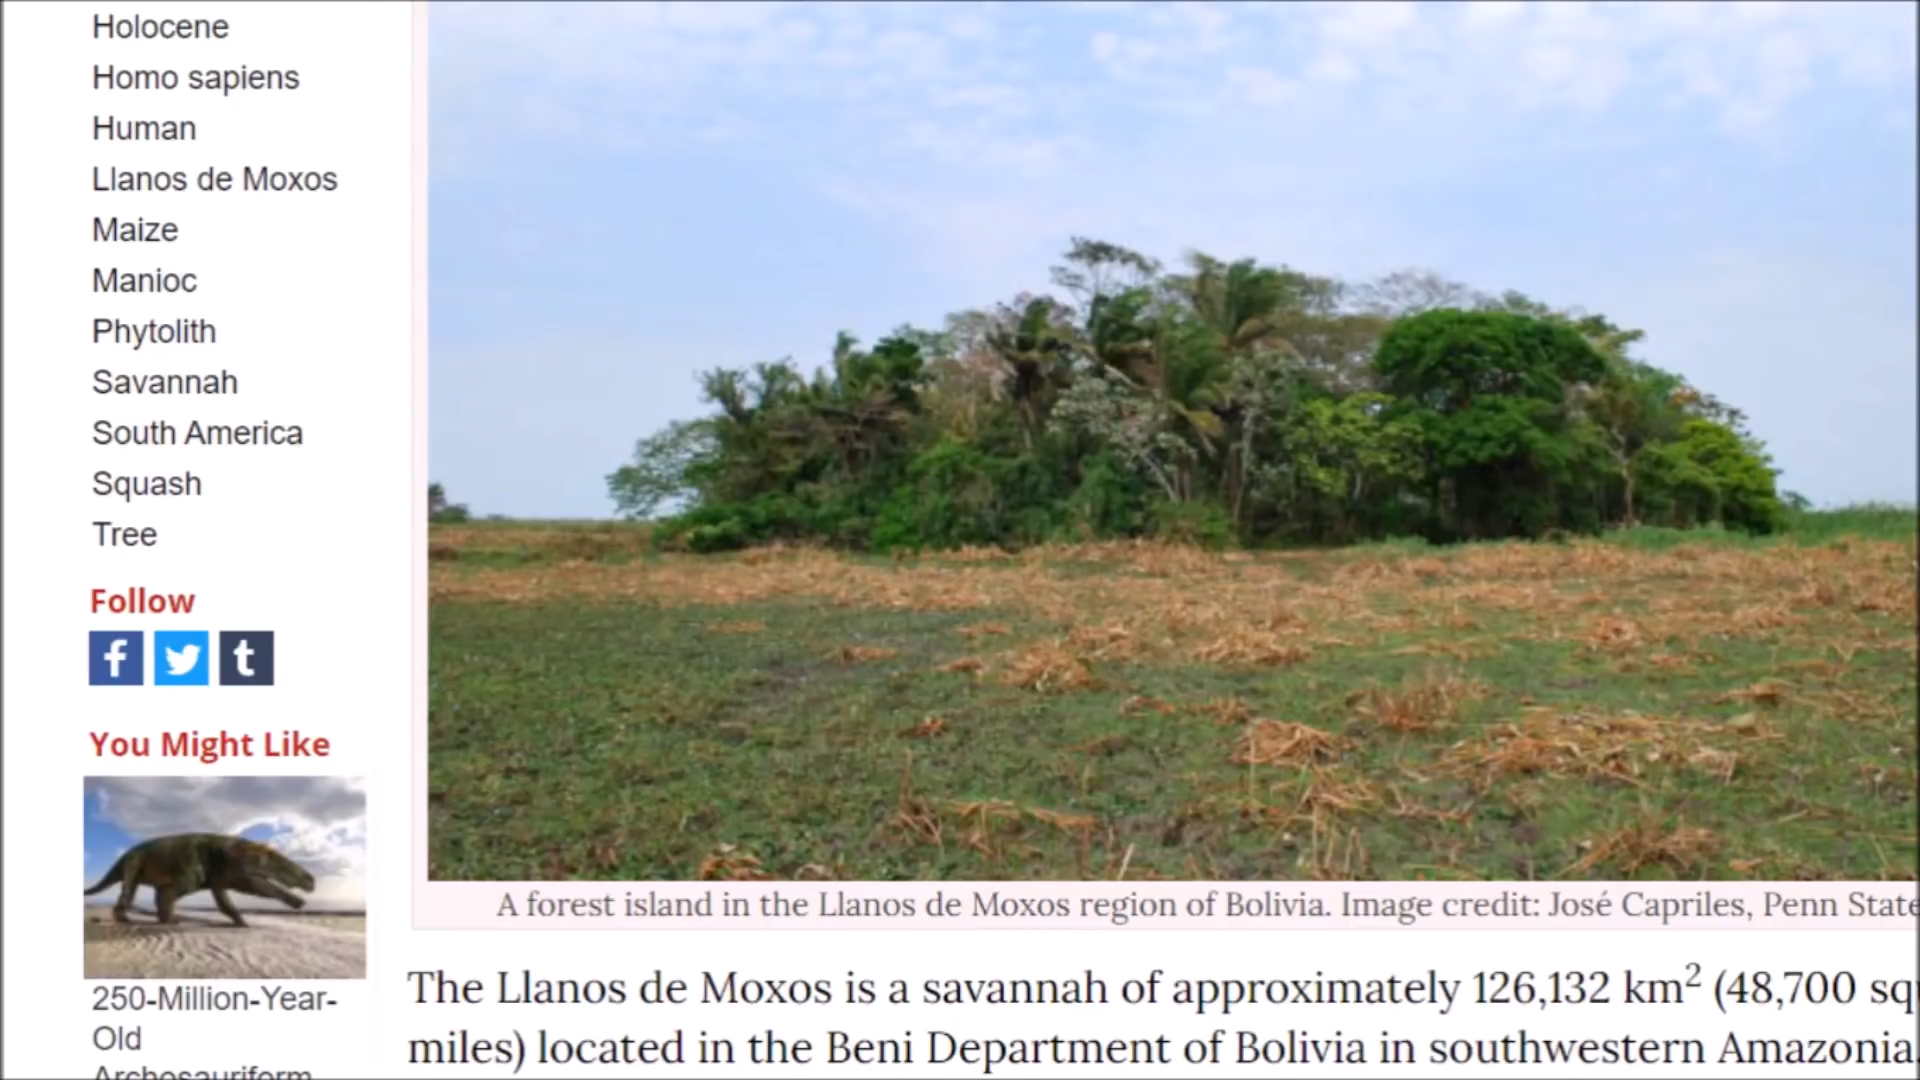 Holocene
Homo sapiens
Human
Llanos de Moxos
Maize
Manioc
Phytolith
Savannah
South America
Squash
Tree
Follow
f
t
You Might Like
250-Million-Year-
Old
Archosauriform
A forest island in the Llanos de Moxos region of Bolivia. Image credit: José Capriles, Penn State
The Llanos de Moxos is a savannah of approximately 126,132 km² (48,700 sq
miles) located in the Beni Department of Bolivia in southwestern Amazonia.